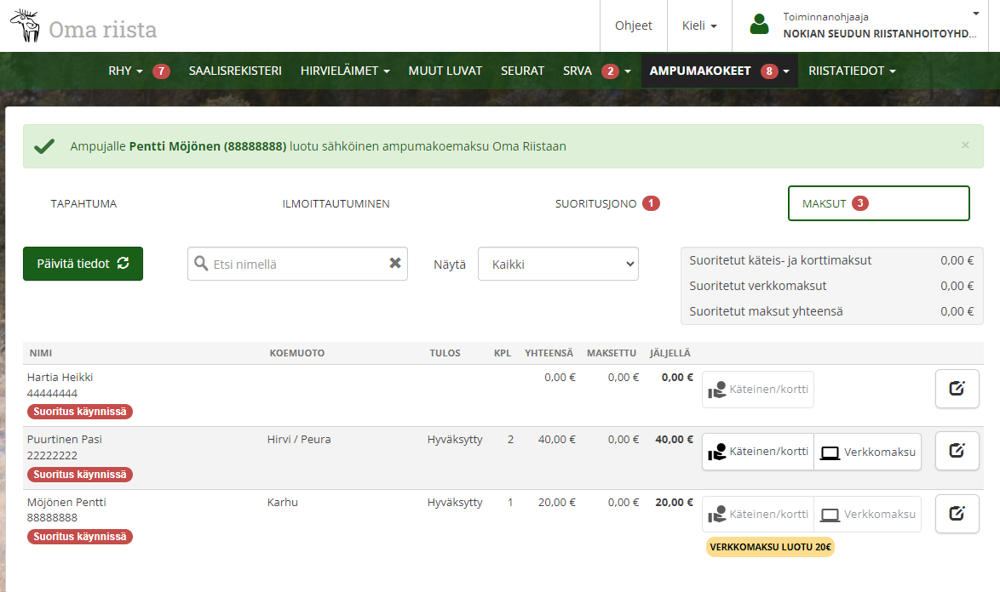 Oma riista
Ohjeet
Kieli
Toiminnanohjaaja
NOKIAN SEUDUN RIISTANHOITOYHD...
RHY 7 SAALISREKISTERI HIRVIELÄIMET MUUT LUVAT SEURAT SRVA 2 AMPUMAKOKEET 8 RIISTATIEDOT
Ampujalle Pentti Möjönen (88888888) luotu sähköinen ampumakoemaksu Oma Riistaan ×
TAPAHTUMA ILMOITTAUTUMINEN SUORITUSJONO 1 MAKSUT 3
Päivitä tiedot Etsi nimellä Näytä Kaikki
Suoritetut käteis- ja korttimaksut 0,00 €
Suoritetut verkkomaksut 0,00 €
Suoritetut maksut yhteensä 0,00 €
NIMI KOEMUOTO TULOS KPL YHTEENSÄ MAKSETTU JÄLJELLÄ
Hartia Heikki 0,00 € 0,00 € 0,00 € Käteinen/kortti
44444444
Suoritus käynnissä
Puurtinen Pasi Hirvi / Peura Hyväksytty 2 40,00 € 0,00 € 40,00 € Käteinen/kortti Verkkomaksu
22222222
Suoritus käynnissä
Möjönen Pentti Karhu Hyväksytty 1 20,00 € 0,00 € 20,00 € Käteinen/kortti Verkkomaksu
88888888
Suoritus käynnissä
VERKKOMAKSU LUOTU 20€